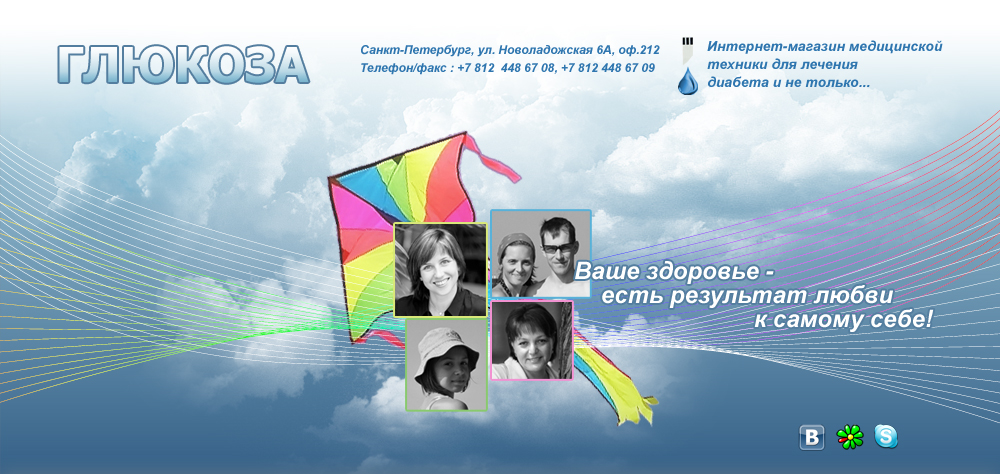 ГЛЮКОЗА
Санкт-Петербург, ул. Новоладожская 6А, оф.212
Телефон/факс : +7 812 448 67 08, +7 812 448 67 09
Интернет-магазин медицинской
техники для лечения
диабета и не только...
Ваше здоровье -
есть результат любви
к самому себе!
В
S